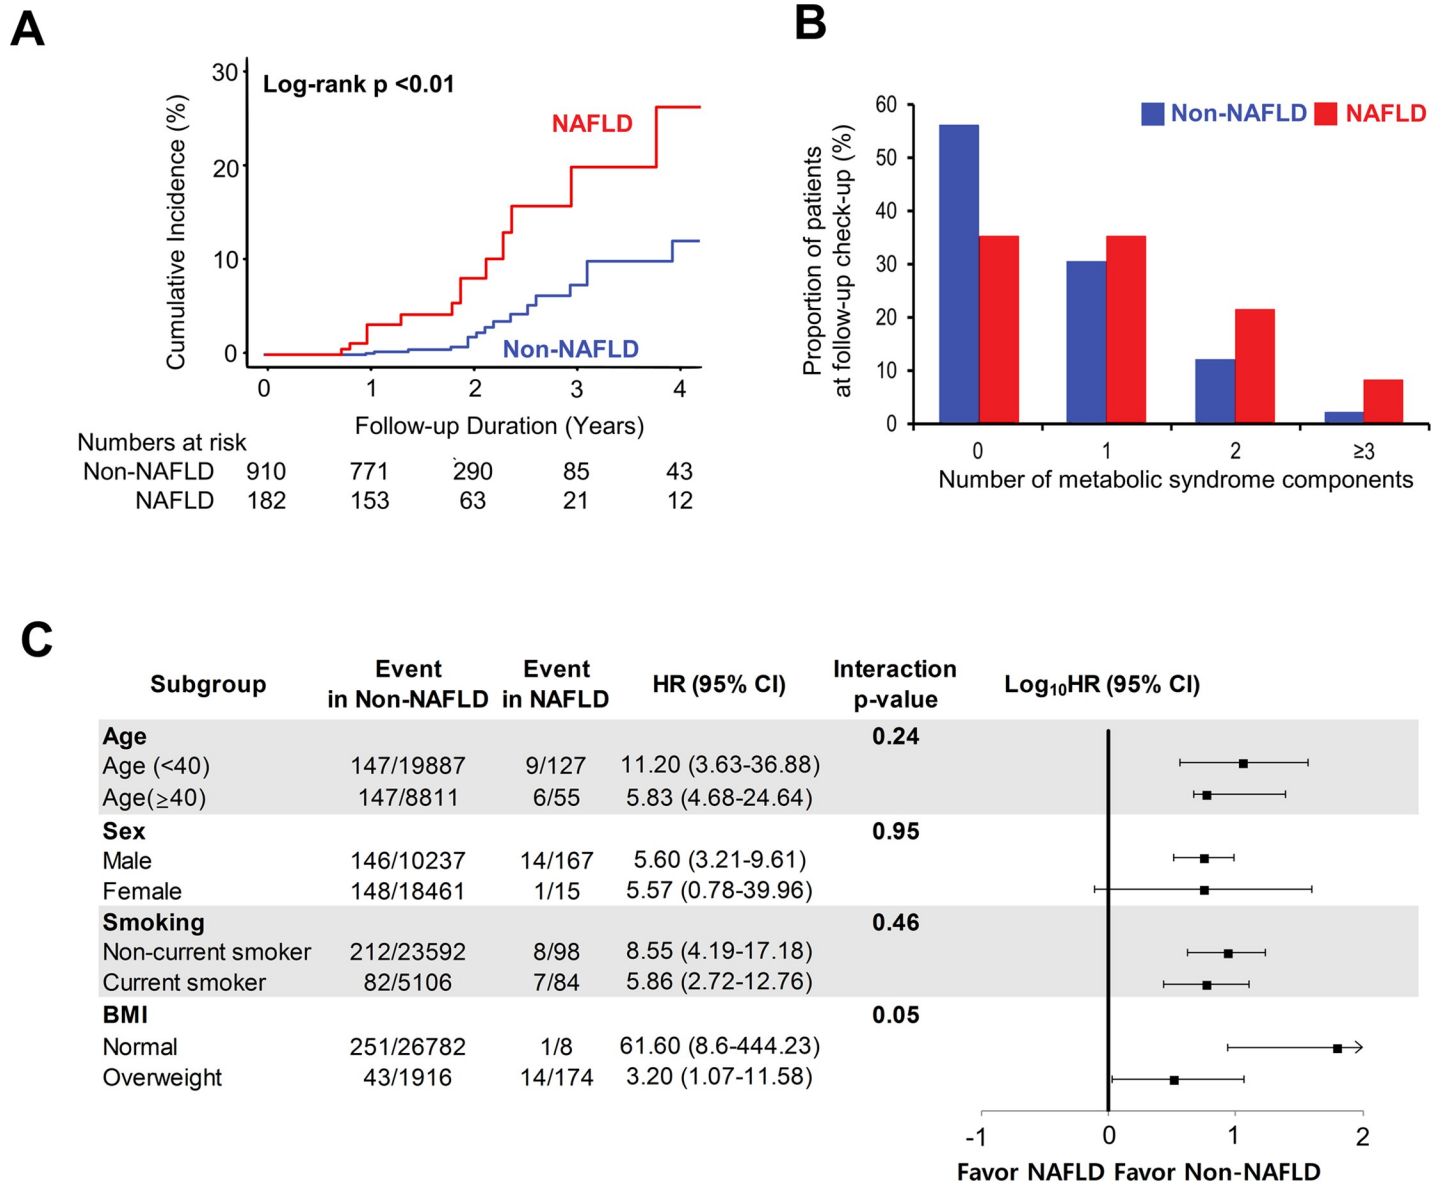 A
Log-rank p <0.01
NAFLD
Non-NAFLD
Cumulative Incidence (%)
30
20
10
0
0 1 2 3 4
Follow-up Duration (Years)
Numbers at risk
Non-NAFLD 910 771 290 85 43
NAFLD 182 153 63 21 12
B
Non-NAFLD NAFLD
Proportion of patients
at follow-up check-up (%)
60
50
40
30
20
10
0
0 1 2 ≥3
Number of metabolic syndrome components
C
Subgroup Event in Non-NAFLD Event in NAFLD HR (95% CI) Interaction p-value Log₁₀HR (95% CI)
Age 0.24
Age (<40) 147/19887 9/127 11.20 (3.63-36.88)
Age(≥40) 147/8811 6/55 5.83 (4.68-24.64)
Sex 0.95
Male 146/10237 14/167 5.60 (3.21-9.61)
Female 148/18461 1/15 5.57 (0.78-39.96)
Smoking 0.46
Non-current smoker 212/23592 8/98 8.55 (4.19-17.18)
Current smoker 82/5106 7/84 5.86 (2.72-12.76)
BMI 0.05
Normal 251/26782 1/8 61.60 (8.6-444.23)
Overweight 43/1916 14/174 3.20 (1.07-11.58)
-1 0 1 2
Favor NAFLD Favor Non-NAFLD